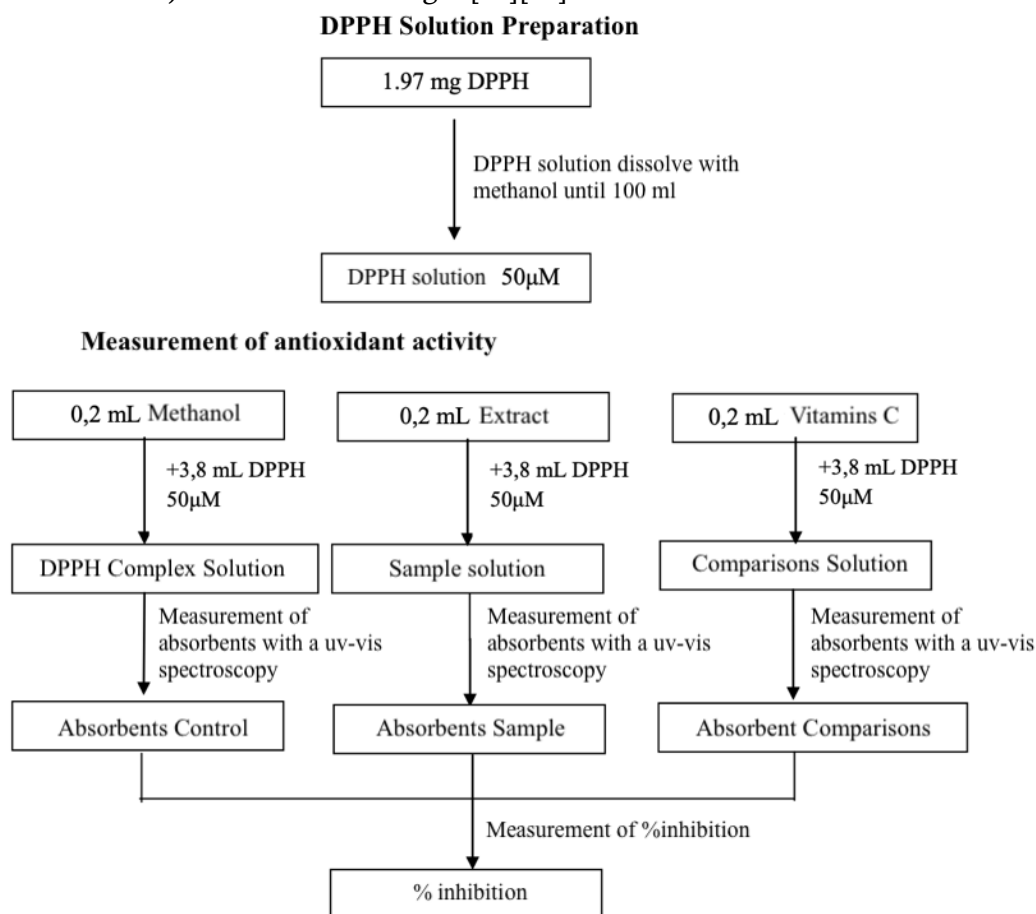 DPPH Solution Preparation
1.97 mg DPPH
DPPH solution dissolve with
methanol until 100 ml
DPPH solution 50μM
Measurement of antioxidant activity
0,2 mL Methanol
0,2 mL Extract
0,2 mL Vitamins C
+3,8 mL DPPH
50μM
+3,8 mL DPPH
50μM
+3,8 mL DPPH
50μM
DPPH Complex Solution
Sample solution
Comparisons Solution
Measurement of
absorbents with a uv-vis
spectroscopy
Measurement of
absorbents with a uv-vis
spectroscopy
Measurement of
absorbents with a uv-vis
spectroscopy
Absorbents Control
Absorbents Sample
Absorbent Comparisons
Measurement of %inhibition
% inhibition